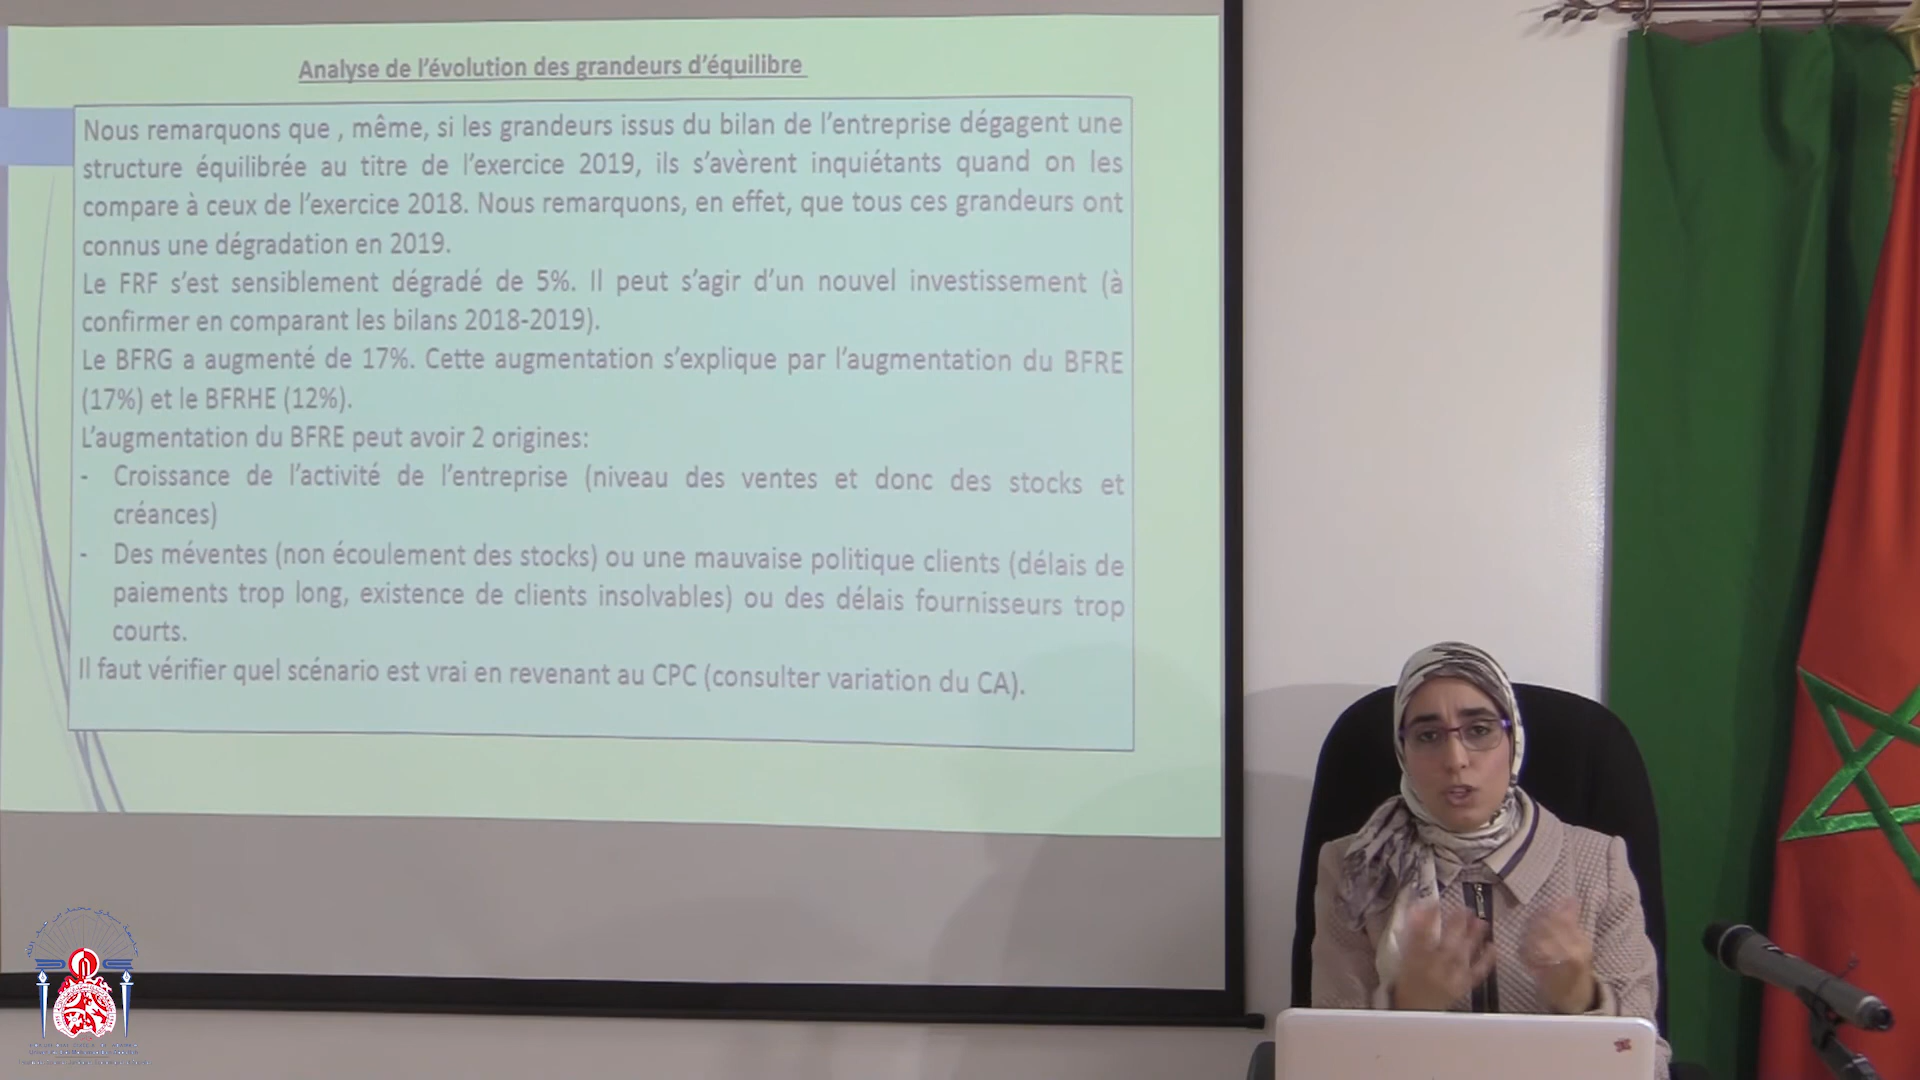 Analyse de l'évolution des grandeurs d'équilibre
Nous remarquons que , même, si les grandeurs issus du bilan de l'entreprise dégagent une
structure équilibrée au titre de l'exercice 2019, ils s'avèrent inquiétants quand on les
compare à ceux de l'exercice 2018. Nous remarquons, en effet, que tous ces grandeurs ont
connus une dégradation en 2019.
Le FRF s'est sensiblement dégradé de 5%. Il peut s'agir d'un nouvel investissement (à
confirmer en comparant les bilans 2018-2019).
Le BFRG a augmenté de 17%. Cette augmentation s'explique par l'augmentation du BFRE
(17%) et le BFRHE (12%).
L'augmentation du BFRE peut avoir 2 origines:
- Croissance de l'activité de l'entreprise (niveau des ventes et donc des stocks et
créances)
- Des méventes (non écoulement des stocks) ou une mauvaise politique clients (délais de
paiements trop long, existence de clients insolvables) ou des délais fournisseurs trop
courts.
Il faut vérifier quel scénario est vrai en revenant au CPC (consulter variation du CA).